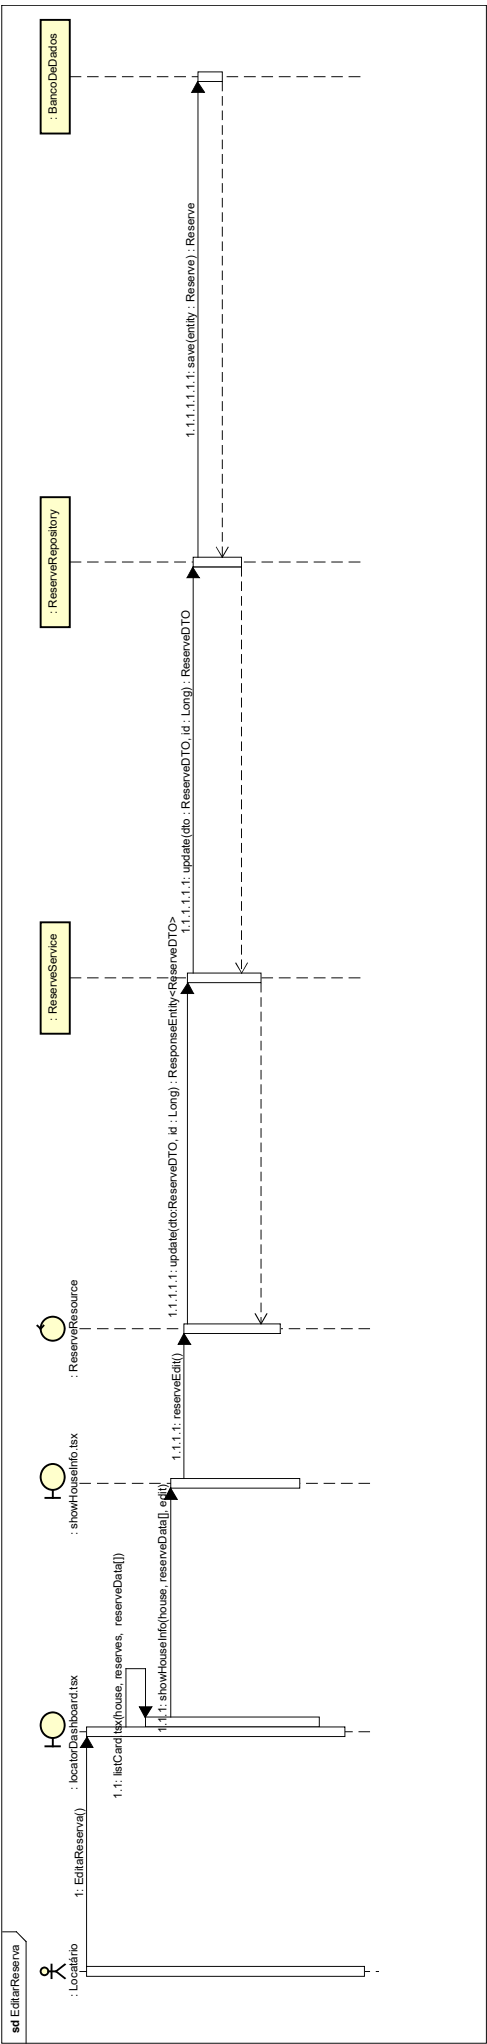 sd EditarReserva
: Locatário
: locatorDashboard.tsx
: showHouseInfo.tsx
: ReserveResource
: ReserveService
: ReserveRepository
: BancoDeDados
1: EditaReserva()
1.1: listCard.tsx(house, reserves, reserveData[])
1.1.1: showHouseInfo(house, reserveData[], edit)
1.1.1.1: reserveEdit()
1.1.1.1.1: update(dto:ReserveDTO, id : Long) : ResponseEntity<ReserveDTO>
1.1.1.1.1.1: update(dto : ReserveDTO, id : Long) : ReserveDTO
1.1.1.1.1.1.1: save(entity : Reserve) : Reserve